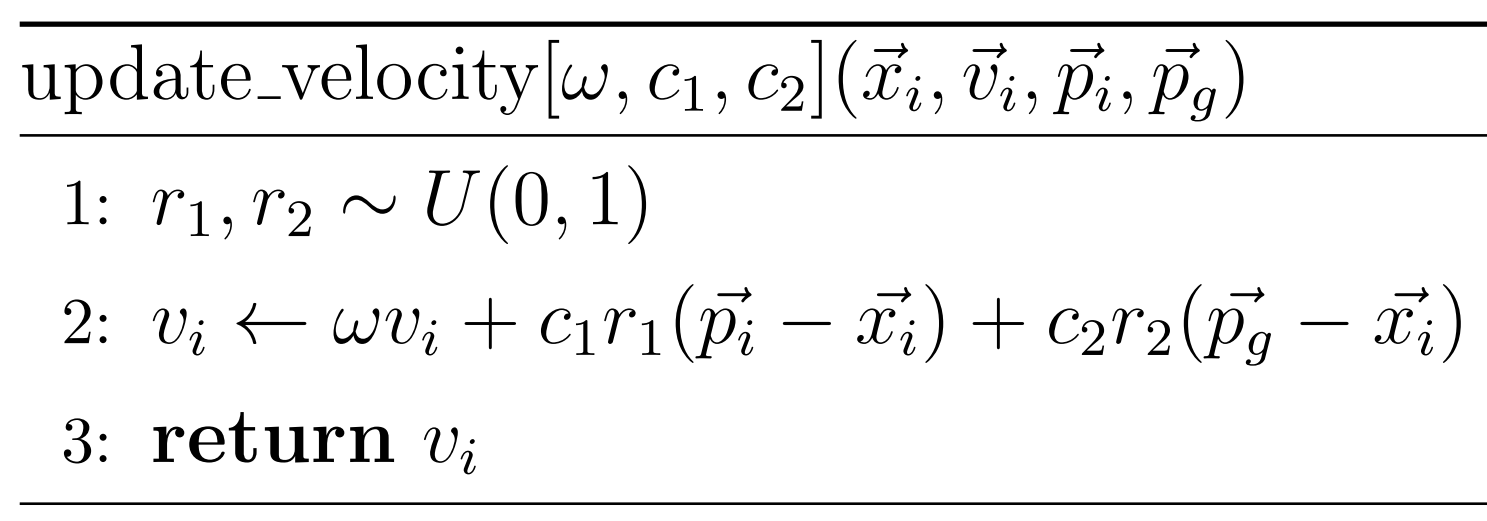 update_velocity[ω, c₁, c₂](x⃗ᵢ, v⃗ᵢ, p⃗ᵢ, p⃗_g)
1: r₁, r₂ ∼ U(0, 1)
2: vᵢ ← ωvᵢ + c₁r₁(p⃗ᵢ − x⃗ᵢ) + c₂r₂(p⃗_g − x⃗ᵢ)
3: return vᵢ